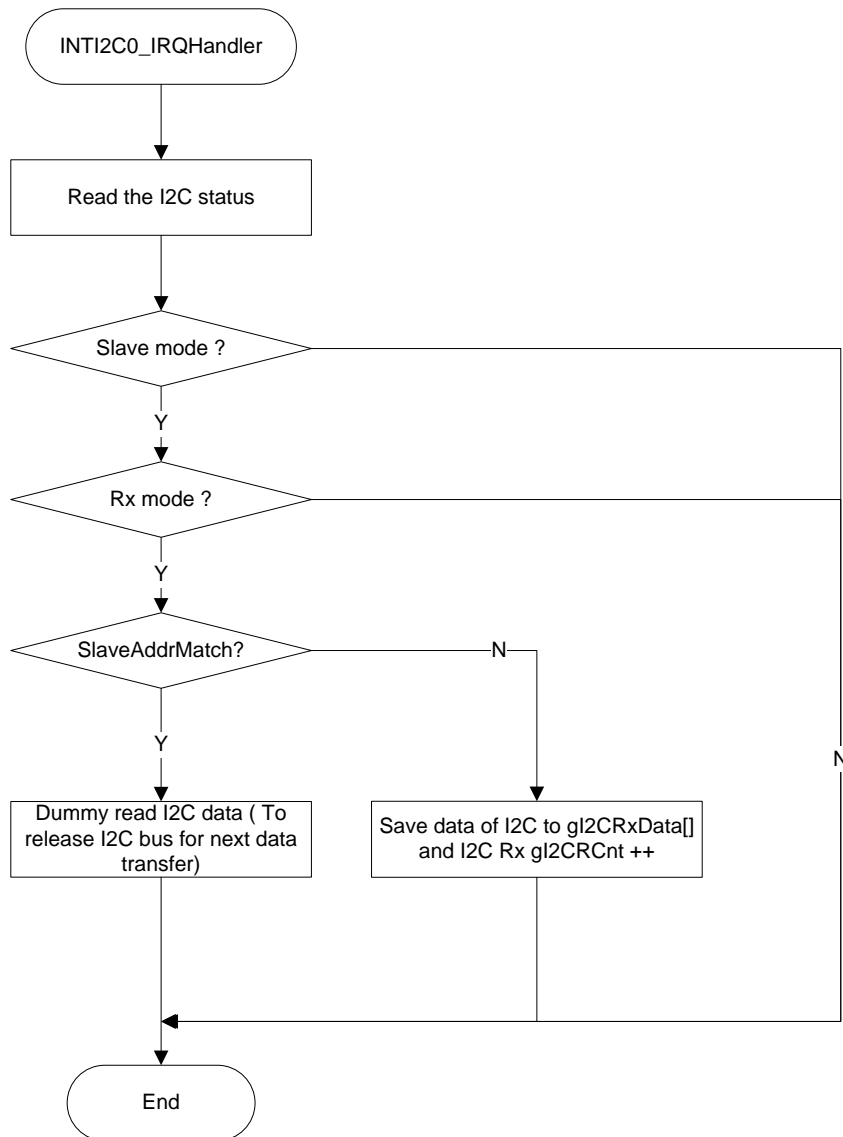 INTI2C0_IRQHandler
Read the I2C status
Slave mode ?
Y
Rx mode ?
Y
SlaveAddrMatch?
N
Y
N
Dummy read I2C data ( To
release I2C bus for next data
transfer)
Save data of I2C to gI2CRxData[]
and I2C Rx gI2CRCnt ++
End